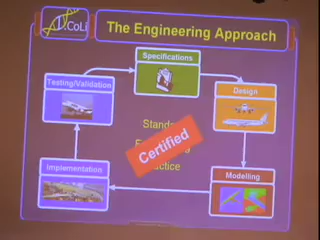 I.CoLi
The Engineering Approach
Specifications
Testing/Validation
Design
Certified
Implementation
Modelling